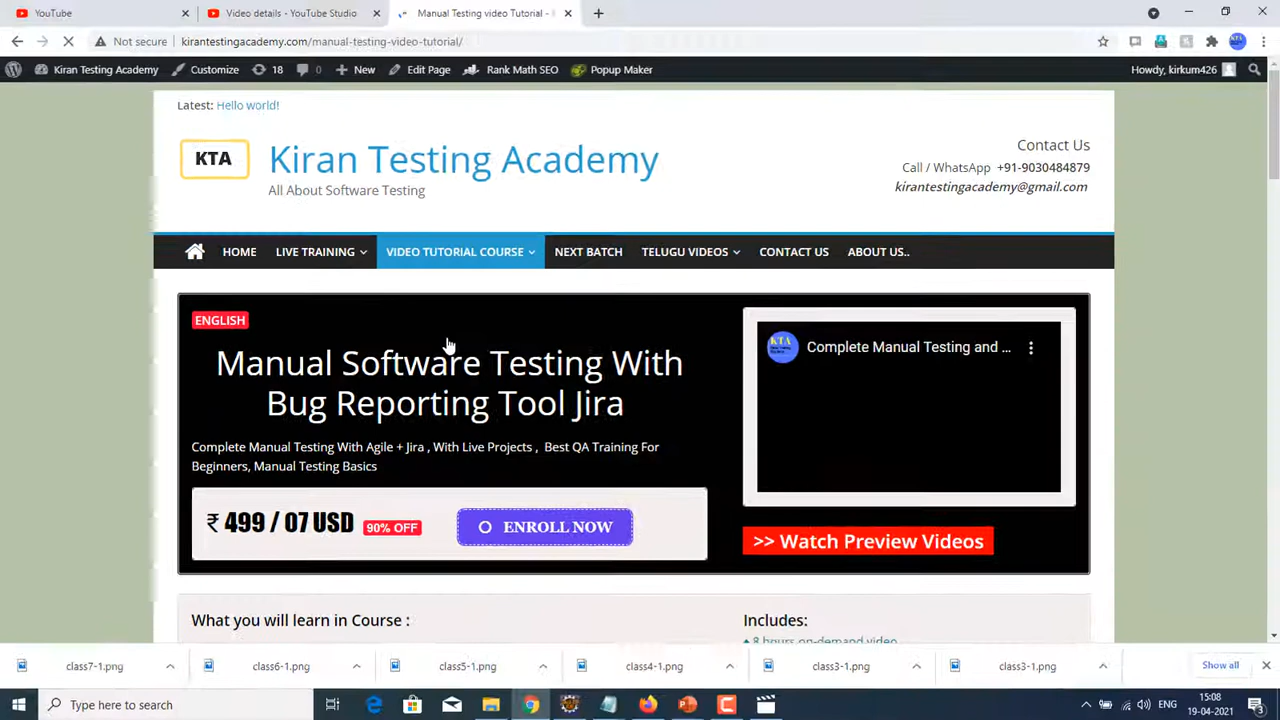 YouTube
Video details - YouTube Studio
Manual Testing video Tutorial -
Not secure
kirantestingacademy.com/manual-testing-video-tutorial/
Kiran Testing Academy
Customize
18
0
New
Edit Page
Rank Math SEO
Popup Maker
Howdy, kirkum426
Latest: Hello world!
KTA
Kiran Testing Academy
All About Software Testing
Contact Us
Call / WhatsApp +91-9030484879
kirantestingacademy@gmail.com
HOME
LIVE TRAINING
VIDEO TUTORIAL COURSE
NEXT BATCH
TELUGU VIDEOS
CONTACT US
ABOUT US..
ENGLISH
Manual Software Testing With
Bug Reporting Tool Jira
Complete Manual Testing With Agile + Jira , With Live Projects , Best QA Training For
Beginners, Manual Testing Basics
₹ 499 / 07 USD
90% OFF
ENROLL NOW
KTA
Complete Manual Testing and ...
>> Watch Preview Videos
What you will learn in Course :
Includes:
8 hours on-demand video
class7-1.png
class6-1.png
class5-1.png
class4-1.png
class3-1.png
class3-1.png
Show all
Type here to search
ENG
15:08
19-04-2021
3